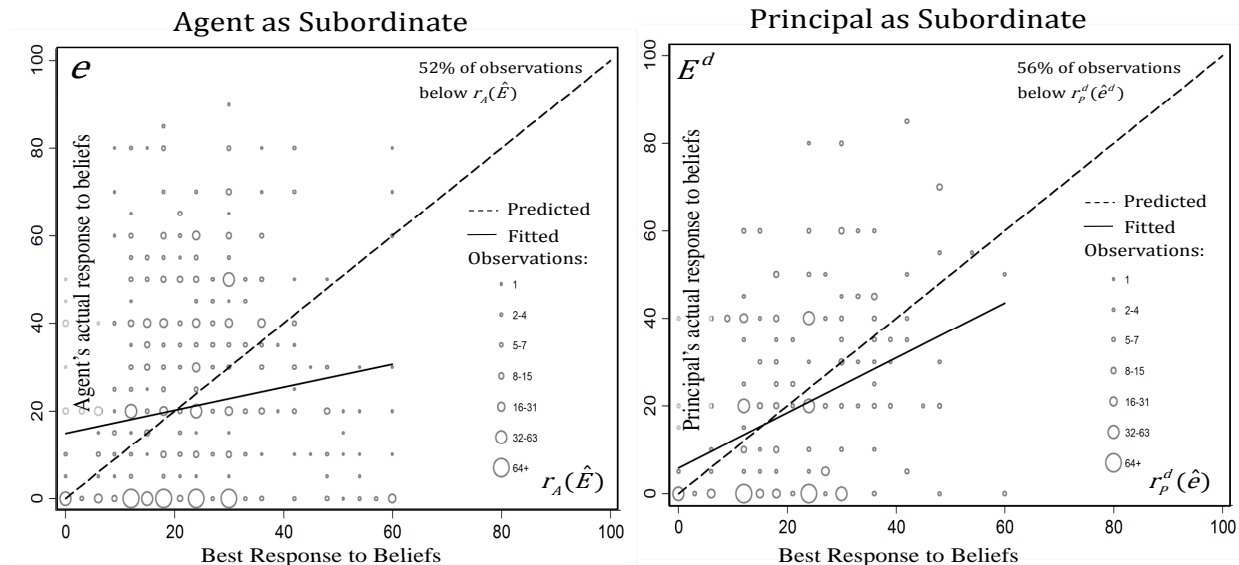 Agent as Subordinate
e
52% of observations
below r_A(Ê)
Agent's actual response to beliefs
Predicted
Fitted
Observations:
1
2-4
5-7
8-15
16-31
32-63
64+
r_A(Ê)
100
80
60
40
20
0
0 20 40 60 80 100
Best Response to Beliefs
Principal as Subordinate
E^d
56% of observations
below r_P^d(ê^d)
Principal's actual response to beliefs
Predicted
Fitted
Observations:
1
2-4
5-7
8-15
16-31
32-63
64+
r_P^d(ê)
100
80
60
40
20
0
0 20 40 60 80 100
Best Response to Beliefs